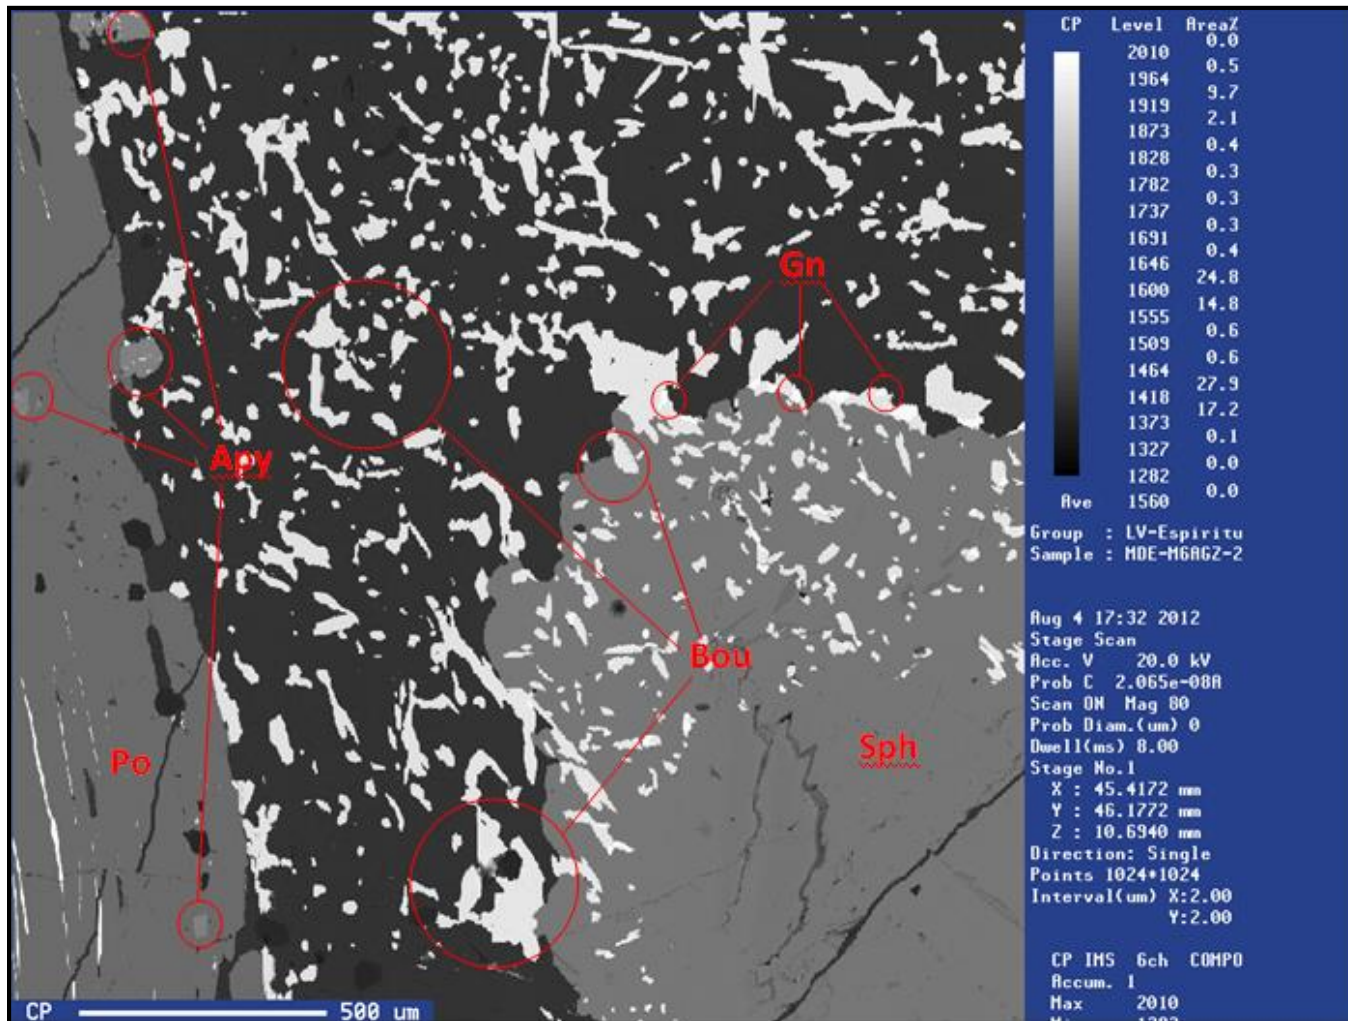 CP Level Area%
0.0
2010
0.5
1964
9.7
1919
2.1
1873
0.4
1828
0.3
1782
0.3
1737
0.3
1691
0.4
1646
24.8
1600
14.8
1555
0.6
1509
0.6
1464
27.9
1418
17.2
1373
0.1
1327
0.0
1282
0.0
Ave 1560
Group : LV-Espiritu
Sample : MDE-M6AG2-2
Aug 4 17:32 2012
Stage Scan
Acc. V 20.0 kV
Prob C 2.065e-08A
Scan ON Mag 80
Prob Diam.(um) 0
Dwell(ms) 8.00
Stage No.1
X : 45.4172 mm
Y : 46.1772 mm
Z : 10.6940 mm
Direction: Single
Points 1024*1024
Interval(um) X:2.00
Y:2.00
CP IMS 6ch COMPO
Accum. 1
Max 2010
Gn
Apy
Bou
Sph
Po
CP 500 um